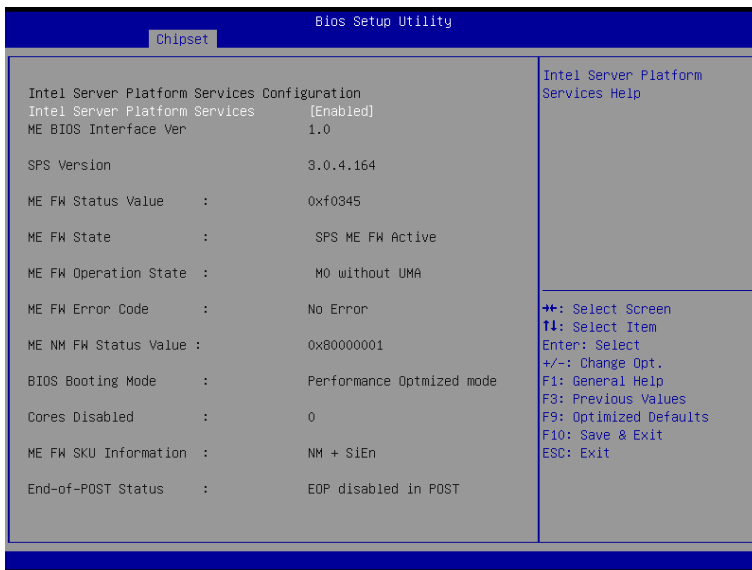 Bios Setup Utility
Chipset
Intel Server Platform Services Configuration
Intel Server Platform Services [Enabled]
ME BIOS Interface Ver 1.0
SPS Version 3.0.4.164
ME FW Status Value : 0xf0345
ME FW State : SPS ME FW Active
ME FW Operation State : M0 without UMA
ME FW Error Code : No Error
ME NM FW Status Value : 0x80000001
BIOS Booting Mode : Performance Optmized mode
Cores Disabled : 0
ME FW SKU Information : NM + SiEn
End-of-POST Status : EOP disabled in POST
Intel Server Platform
Services Help
→←: Select Screen
↑↓: Select Item
Enter: Select
+/-: Change Opt.
F1: General Help
F3: Previous Values
F9: Optimized Defaults
F10: Save & Exit
ESC: Exit